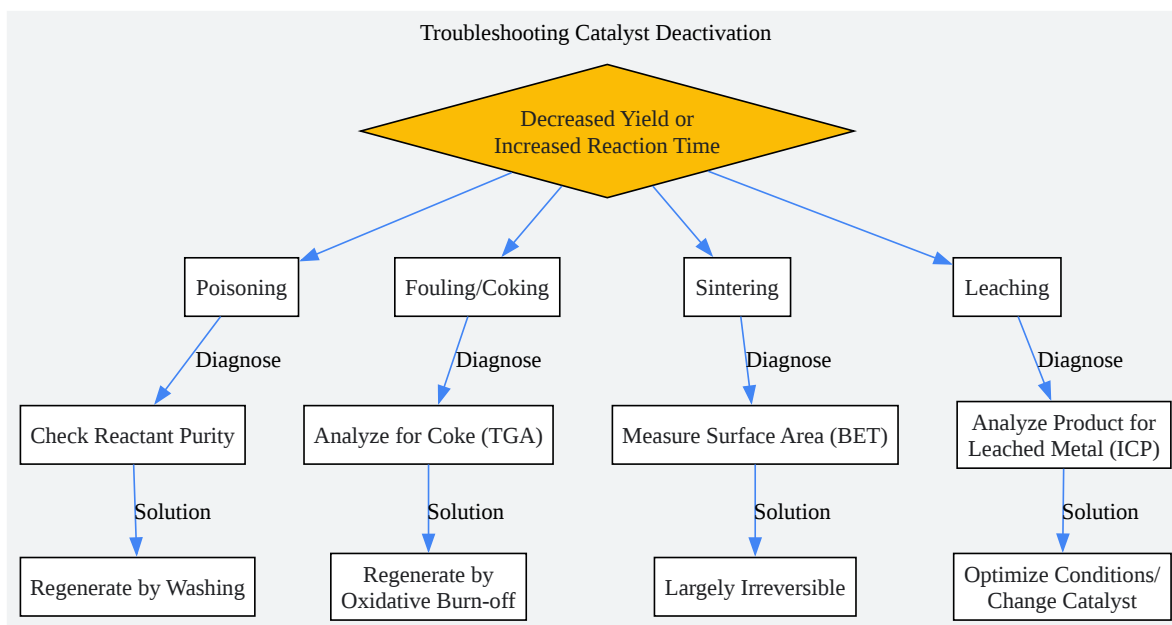 Troubleshooting Catalyst Deactivation
Decreased Yield or
Increased Reaction Time
Poisoning
Fouling/Coking
Sintering
Leaching
Diagnose
Diagnose
Diagnose
Diagnose
Check Reactant Purity
Analyze for Coke (TGA)
Measure Surface Area (BET)
Analyze Product for
Leached Metal (ICP)
Solution
Solution
Solution
Solution
Regenerate by Washing
Regenerate by
Oxidative Burn-off
Largely Irreversible
Optimize Conditions/
Change Catalyst